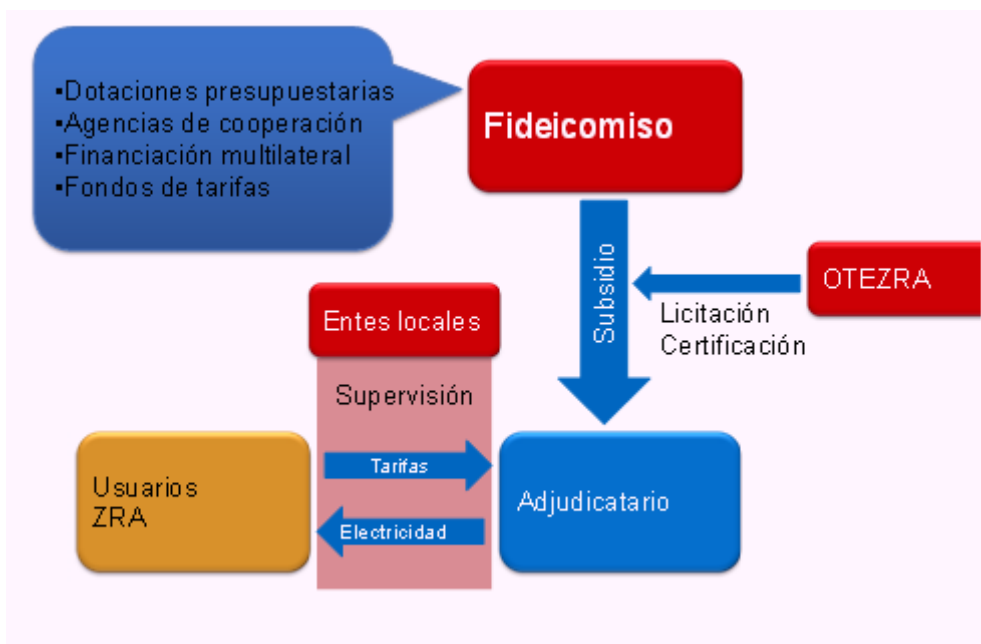 ▪Dotaciones presupuestarias
▪Agencias de cooperación
▪Financiación multilateral
▪Fondos de tarifas
Fideicomiso
Subsidio
OTEZRA
Licitación
Certificación
Entes locales
Supervisión
Tarifas
Electricidad
Usuarios
ZRA
Adjudicatario